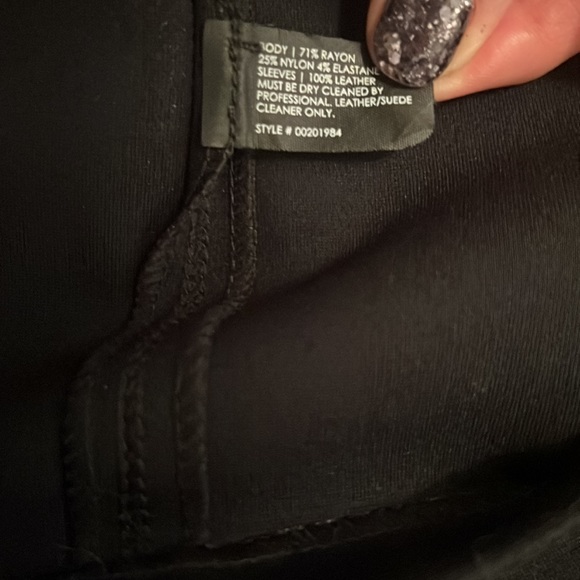 BODY | 71% RAYON
25% NYLON 4% ELASTANE
SLEEVES | 100% LEATHER
MUST BE DRY CLEANED BY
PROFESSIONAL. LEATHER/SUEDE
CLEANER ONLY.
STYLE # 00201984